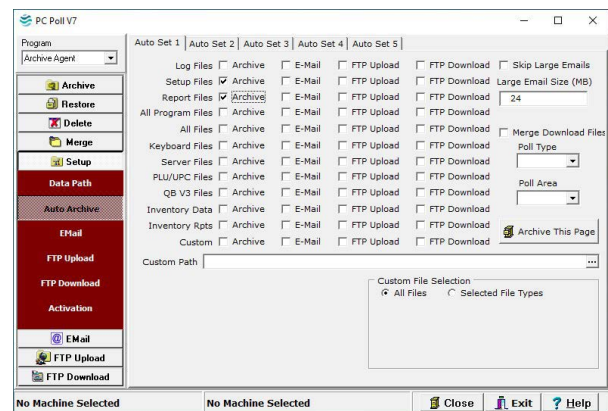 PC Poll V7
Program
Archive Agent
Archive
Restore
Delete
Merge
Setup
Data Path
Auto Archive
EMail
FTP Upload
FTP Download
Activation
EMail
FTP Upload
FTP Download
Auto Set 1 Auto Set 2 Auto Set 3 Auto Set 4 Auto Set 5
Log Files Archive E-Mail FTP Upload FTP Download
Setup Files Archive E-Mail FTP Upload FTP Download
Report Files Archive E-Mail FTP Upload FTP Download
All Program Files Archive E-Mail FTP Upload FTP Download
All Files Archive E-Mail FTP Upload FTP Download
Keyboard Files Archive E-Mail FTP Upload FTP Download
Server Files Archive E-Mail FTP Upload FTP Download
PLU/UPC Files Archive E-Mail FTP Upload FTP Download
QB V3 Files Archive E-Mail FTP Upload FTP Download
Inventory Data Archive E-Mail FTP Upload FTP Download
Inventory Rpts Archive E-Mail FTP Upload FTP Download
Custom Archive E-Mail FTP Upload FTP Download
Skip Large Emails
Large Email Size (MB)
24
Merge Download Files
Poll Type
Poll Area
Archive This Page
Custom Path ...
Custom File Selection
All Files Selected File Types
No Machine Selected No Machine Selected Close Exit ? Help